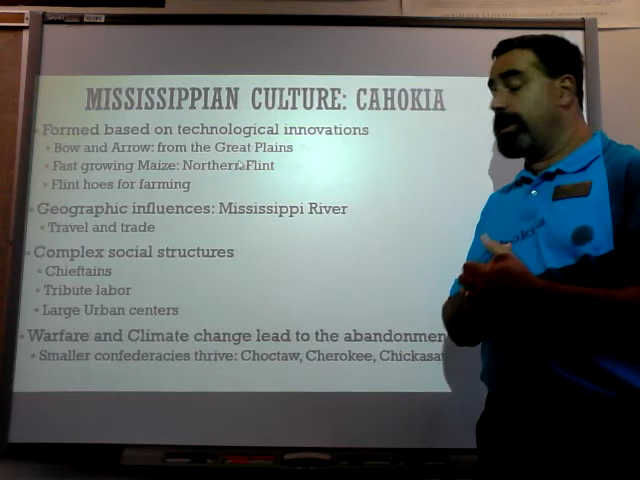 MISSISSIPPIAN CULTURE: CAHOKIA
Formed based on technological innovations
Bow and Arrow: from the Great Plains
Fast growing Maize: Northern Flint
Flint hoes for farming
Geographic influences: Mississippi River
Travel and trade
Complex social structures
Chieftains
Tribute labor
Large Urban centers
Warfare and Climate change lead to the abandonmen
Smaller confederacies thrive: Choctaw, Cherokee, Chickasa